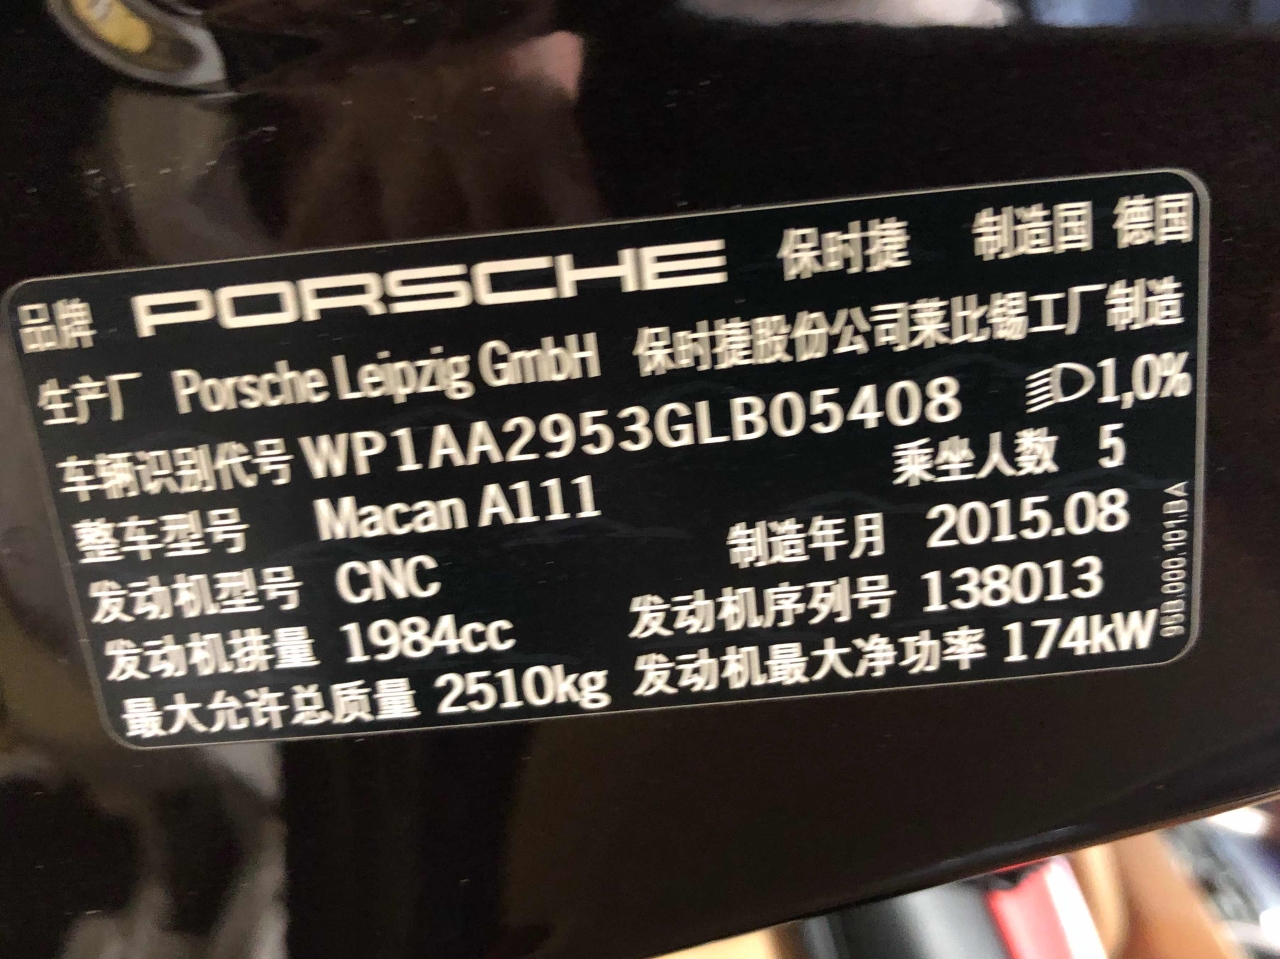 品牌 PORSCHE 保时捷 制造国 德国
生产厂 Porsche Leipzig GmbH 保时捷股份公司莱比锡工厂制造
车辆识别代号 WP1AA2953GLB05408 1,0%
整车型号 Macan A111 乘坐人数 5
发动机型号 CNC 制造年月 2015.08
发动机排量 1984cc 发动机序列号 138013
最大允许总质量 2510kg 发动机最大净功率 174kW
95B.000.101.BA